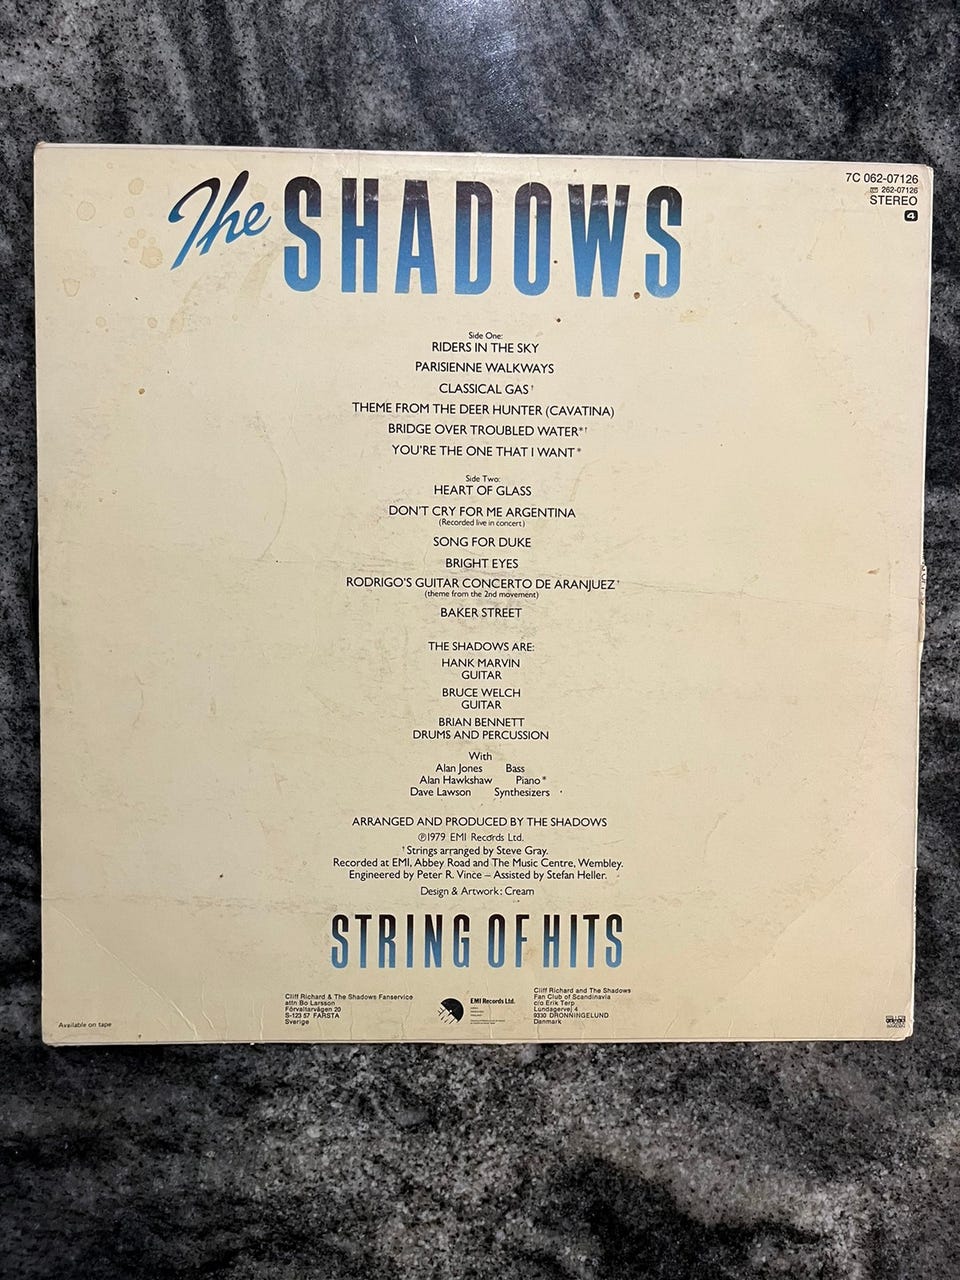 The SHADOWS
7C 062-07126
262-07126
STEREO
4
Side One:
RIDERS IN THE SKY
PARISIENNE WALKWAYS
CLASSICAL GAS†
THEME FROM THE DEER HUNTER (CAVATINA)
BRIDGE OVER TROUBLED WATER*†
YOU'RE THE ONE THAT I WANT*
Side Two:
HEART OF GLASS
DON'T CRY FOR ME ARGENTINA
(Recorded live in concert)
SONG FOR DUKE
BRIGHT EYES
RODRIGO'S GUITAR CONCERTO DE ARANJUEZ†
(theme from the 2nd movement)
BAKER STREET
THE SHADOWS ARE:
HANK MARVIN
GUITAR
BRUCE WELCH
GUITAR
BRIAN BENNETT
DRUMS AND PERCUSSION
With
Alan Jones Bass
Alan Hawkshaw Piano*
Dave Lawson Synthesizers
ARRANGED AND PRODUCED BY THE SHADOWS
℗1979 EMI Records Ltd.
†Strings arranged by Steve Gray.
Recorded at EMI, Abbey Road and The Music Centre, Wembley.
Engineered by Peter R. Vince – Assisted by Stefan Heller.
Design & Artwork: Cream
STRING OF HITS
Cliff Richard & The Shadows Fanservice
attn Bo Larsson
Förvaltarvägen 20
S-123 57 FARSTA
Sverige
EMI Records Ltd.
Cliff Richard and The Shadows
Fan Club of Scandinavia
c/o Erik Terp
Lundagervej 4
9330 DRONNINGELUND
Danmark
Available on tape